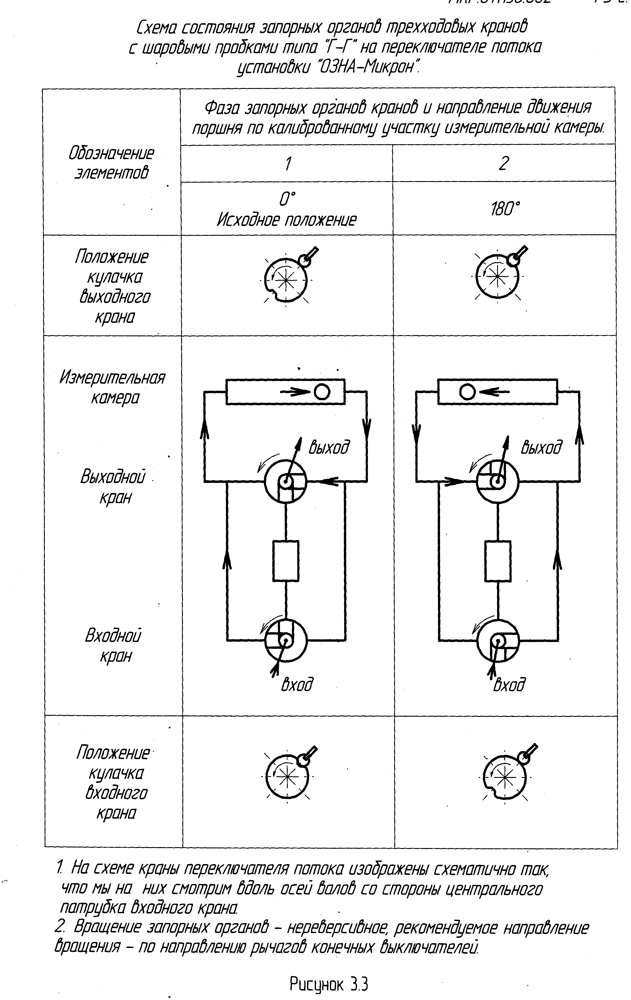 Схема состояния запорных органов трехходовых кранов
с шаровыми пробками типа "Г-Г" на переключателе потока
установки "ОЗНА-Микрон".
Обозначение
элементов
Фаза запорных органов кранов и направление движения
поршня по калиброванному участку измерительной камеры.
1
2
0°
Исходное положение
180°
Положение
кулачка
выходного
крана
Измерительная
камера
выход
выход
Выходной
кран
Входной
кран
вход
вход
Положение
кулачка
входного
крана
1. На схеме краны переключателя потока изображены схематично так,
что мы на них смотрим вдоль осей валов со стороны центрального
патрубка входного крана.
2. Вращение запорных органов – нереверсивное, рекомендуемое направление
вращения – по направлению рычагов конечных выключателей.
Рисунок 3.3